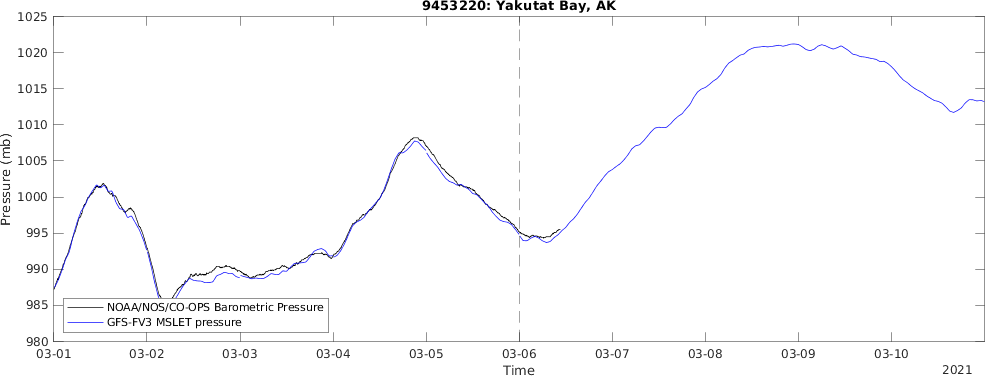 9453220: Yakutat Bay, AK
1025
1020
1015
1010
1005
1000
995
990
985
980
Pressure (mb)
NOAA/NOS/CO-OPS Barometric Pressure
GFS-FV3 MSLET pressure
03-01 03-02 03-03 03-04 03-05 03-06 03-07 03-08 03-09 03-10
Time
2021